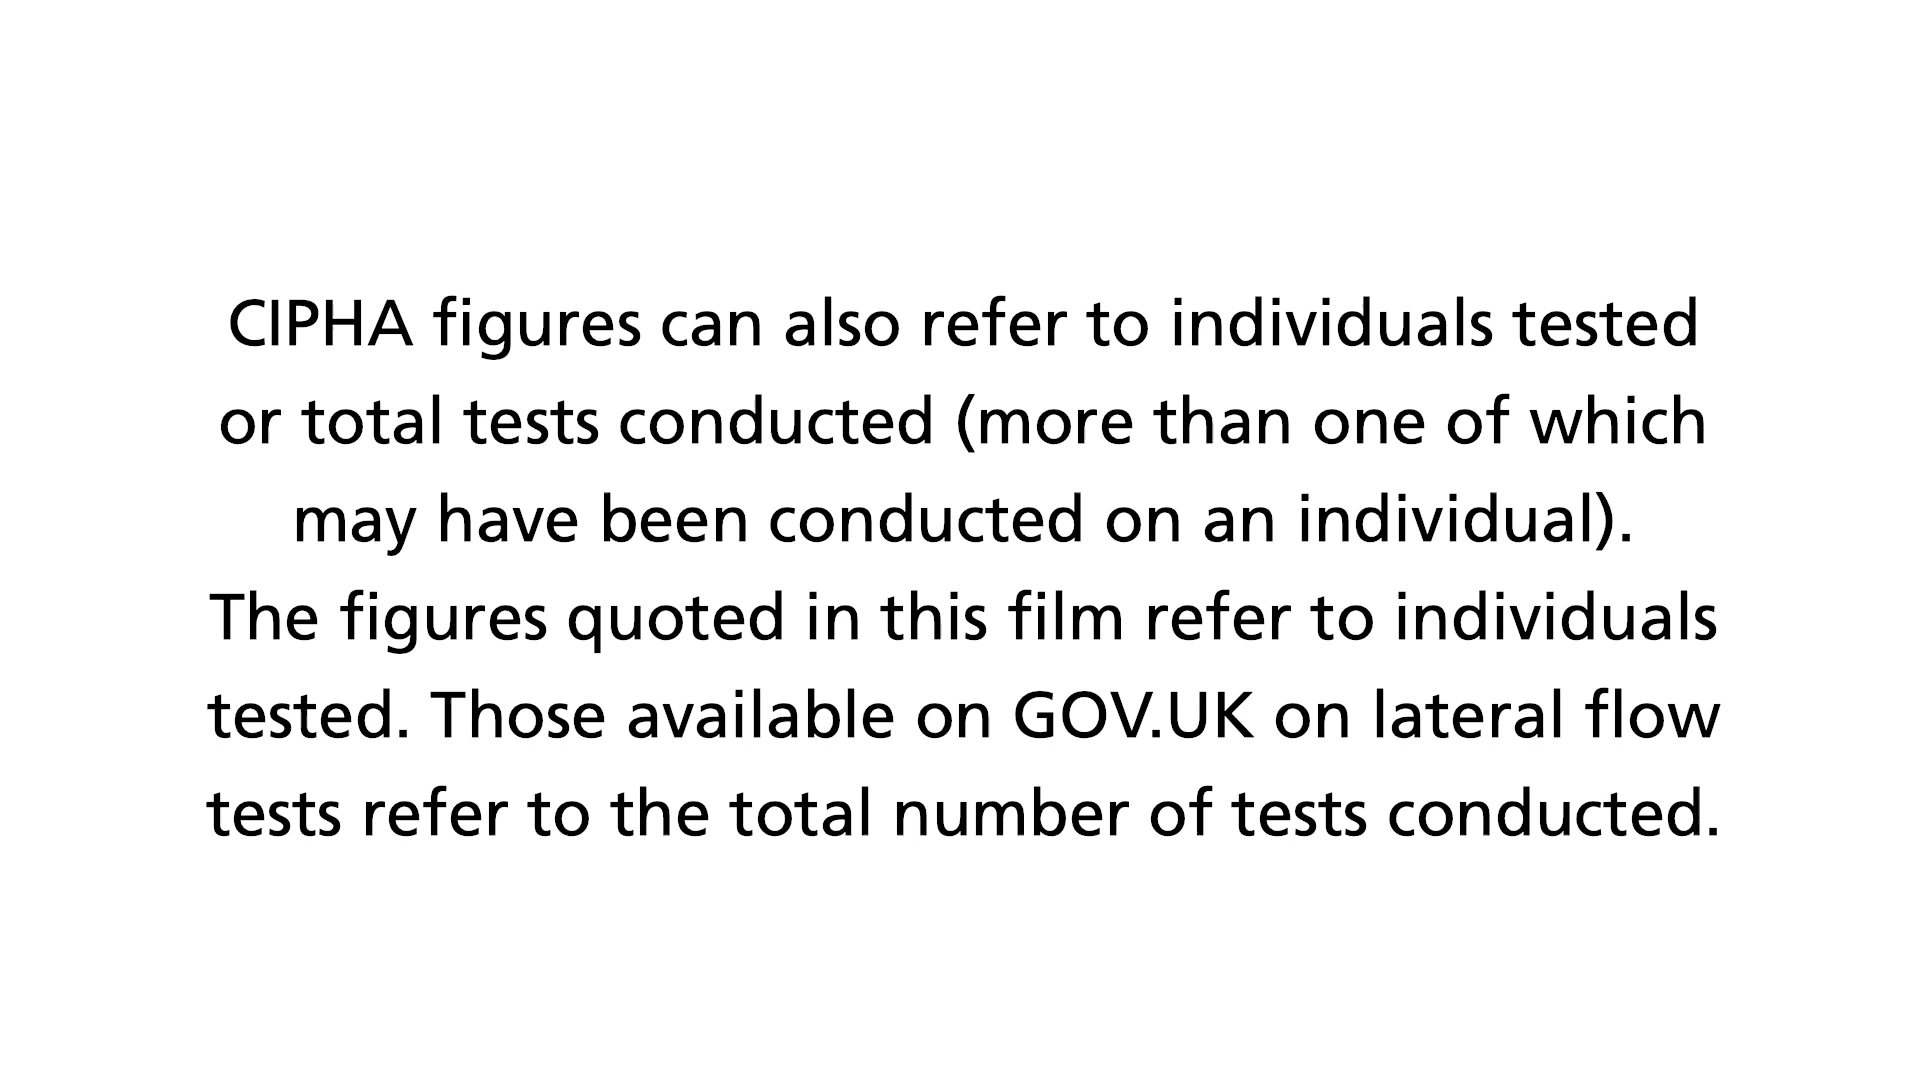 CIPHA figures can also refer to individuals tested
or total tests conducted (more than one of which
may have been conducted on an individual).
The figures quoted in this film refer to individuals
tested. Those available on GOV.UK on lateral flow
tests refer to the total number of tests conducted.